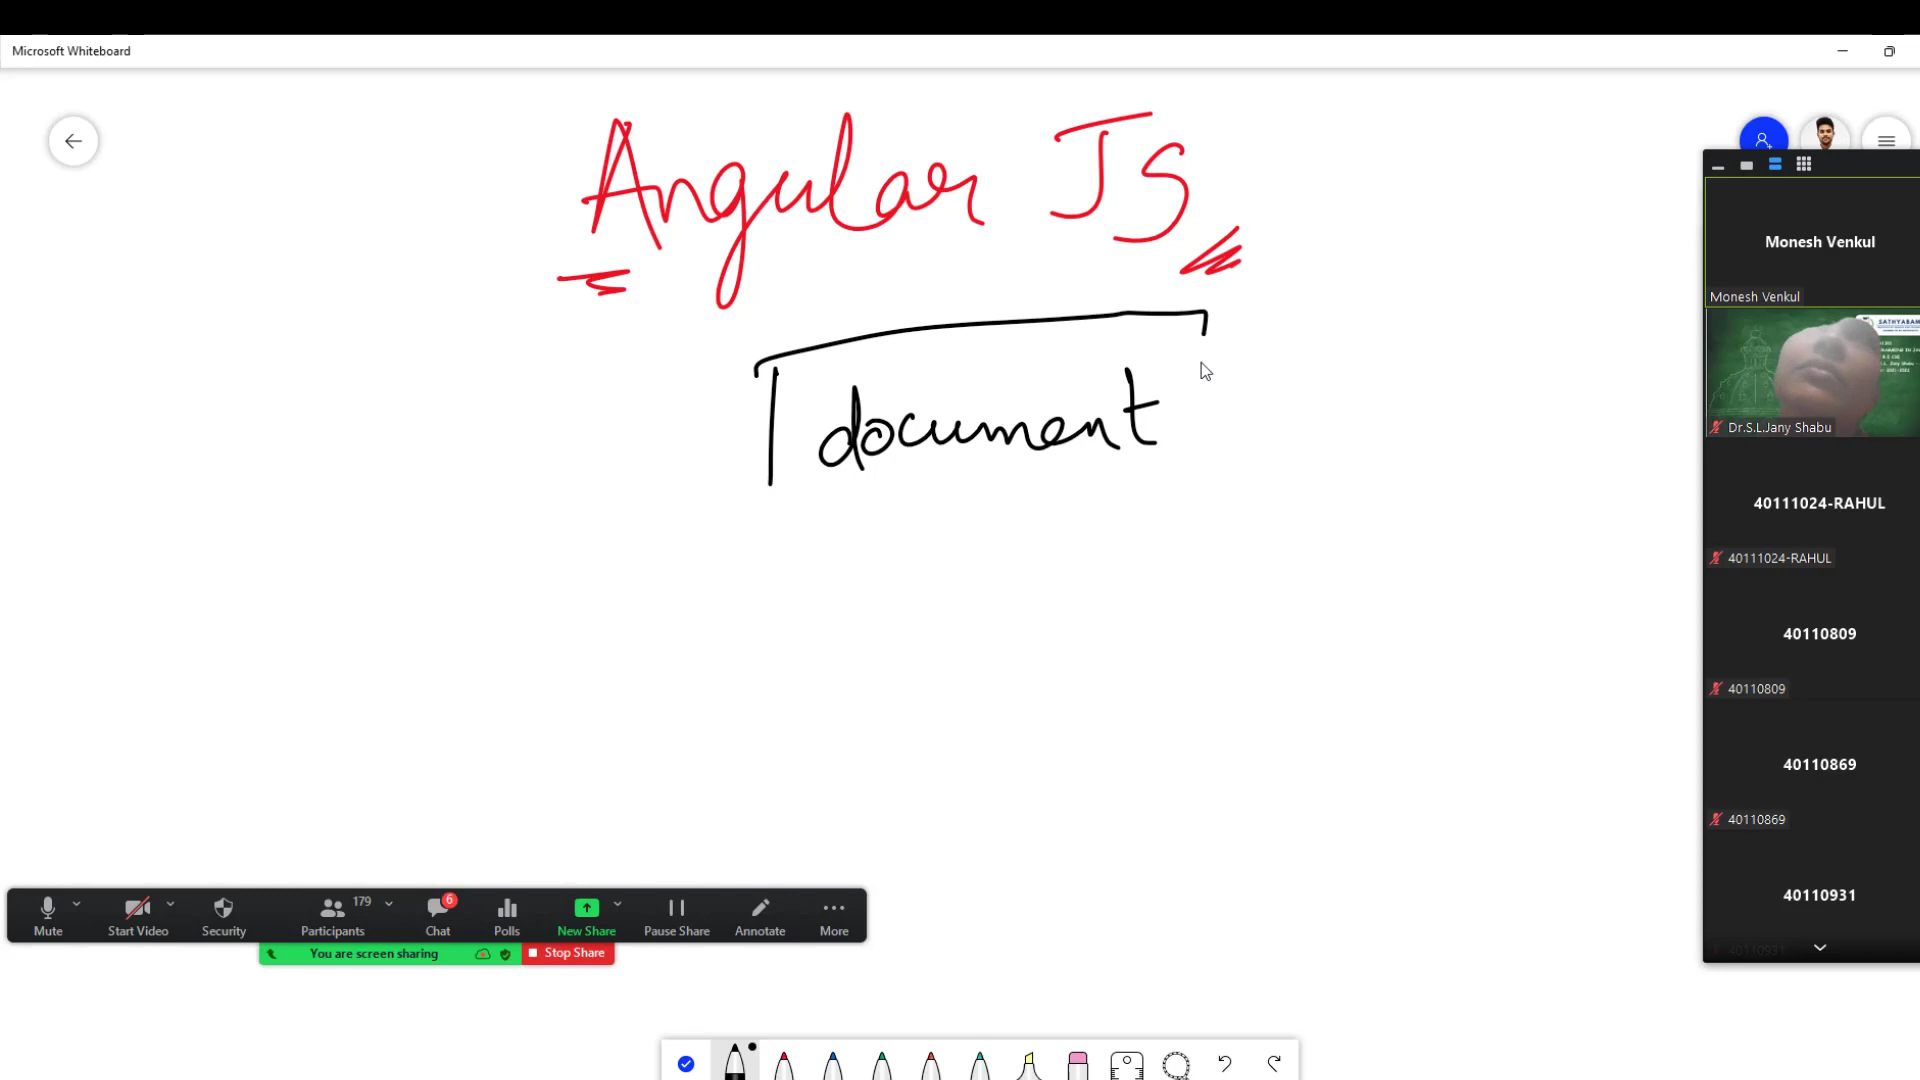 Microsoft Whiteboard
Angular JS
document
Monesh Venkul
Monesh Venkul
SATHYABAM
Dr.S.L.Jany Shabu
40111024-RAHUL
40111024-RAHUL
40110809
40110809
40110869
40110869
40110931
40110931
179
6
Mute
Start Video
Security
Participants
Chat
Polls
New Share
Pause Share
Annotate
More
You are screen sharing
Stop Share